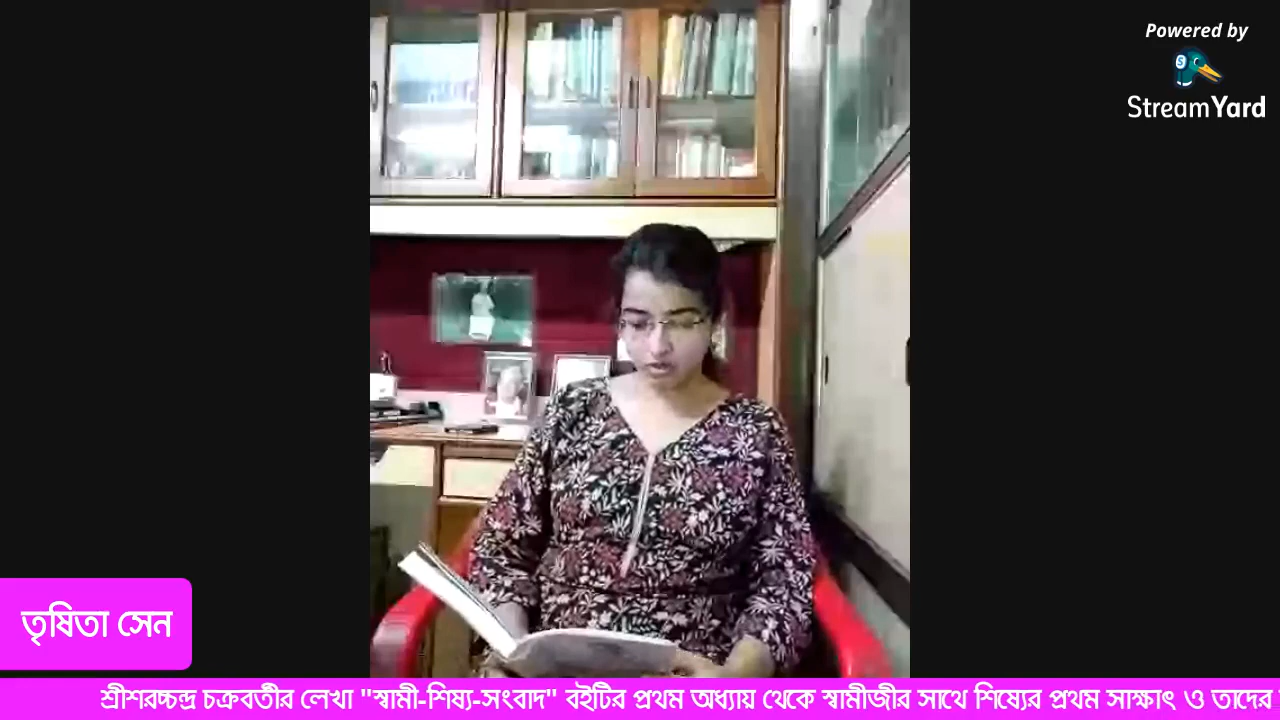 Powered by
StreamYard
তৃষিতা সেন
শ্রীশরচ্চন্দ্র চক্রবর্তীর লেখা "স্বামী-শিষ্য-সংবাদ" বইটির প্রথম অধ্যায় থেকে স্বামীজীর সাথে শিষ্যের প্রথম সাক্ষাৎ ও তাদের